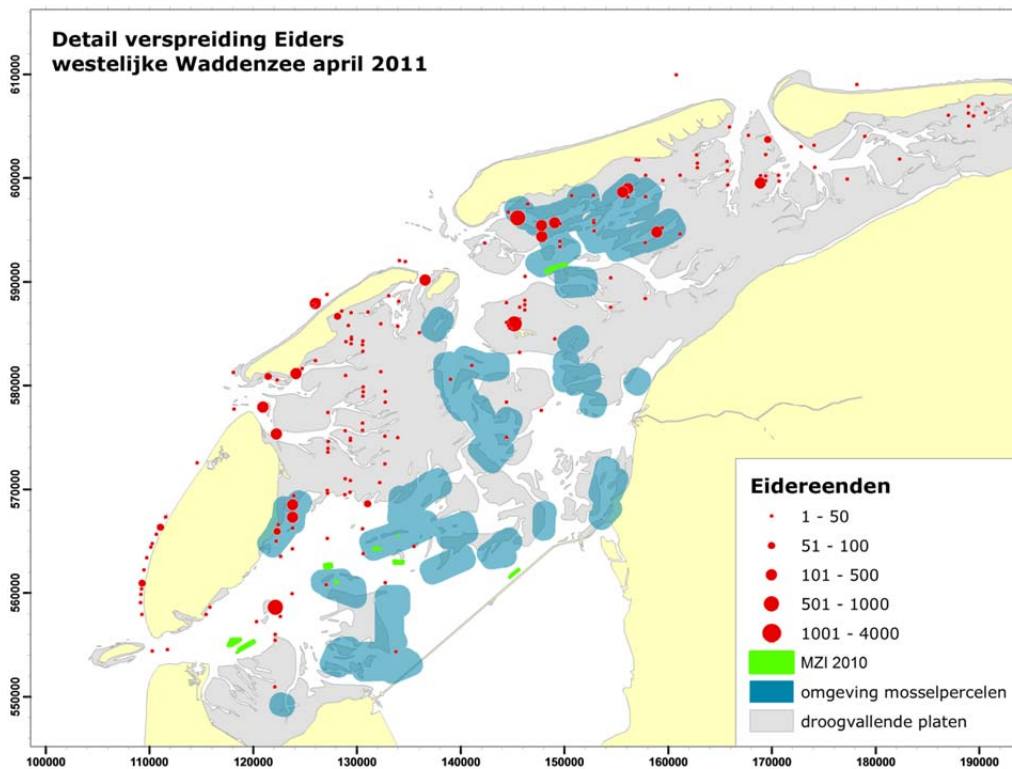 Detail verspreiding Eiders
westelijke Waddenzee april 2011
610000
600000
590000
580000
570000
560000
550000
Eidereenden
1 - 50
51 - 100
101 - 500
501 - 1000
1001 - 4000
MZI 2010
omgeving mosselpercelen
droogvallende platen
100000 110000 120000 130000 140000 150000 160000 170000 180000 190000